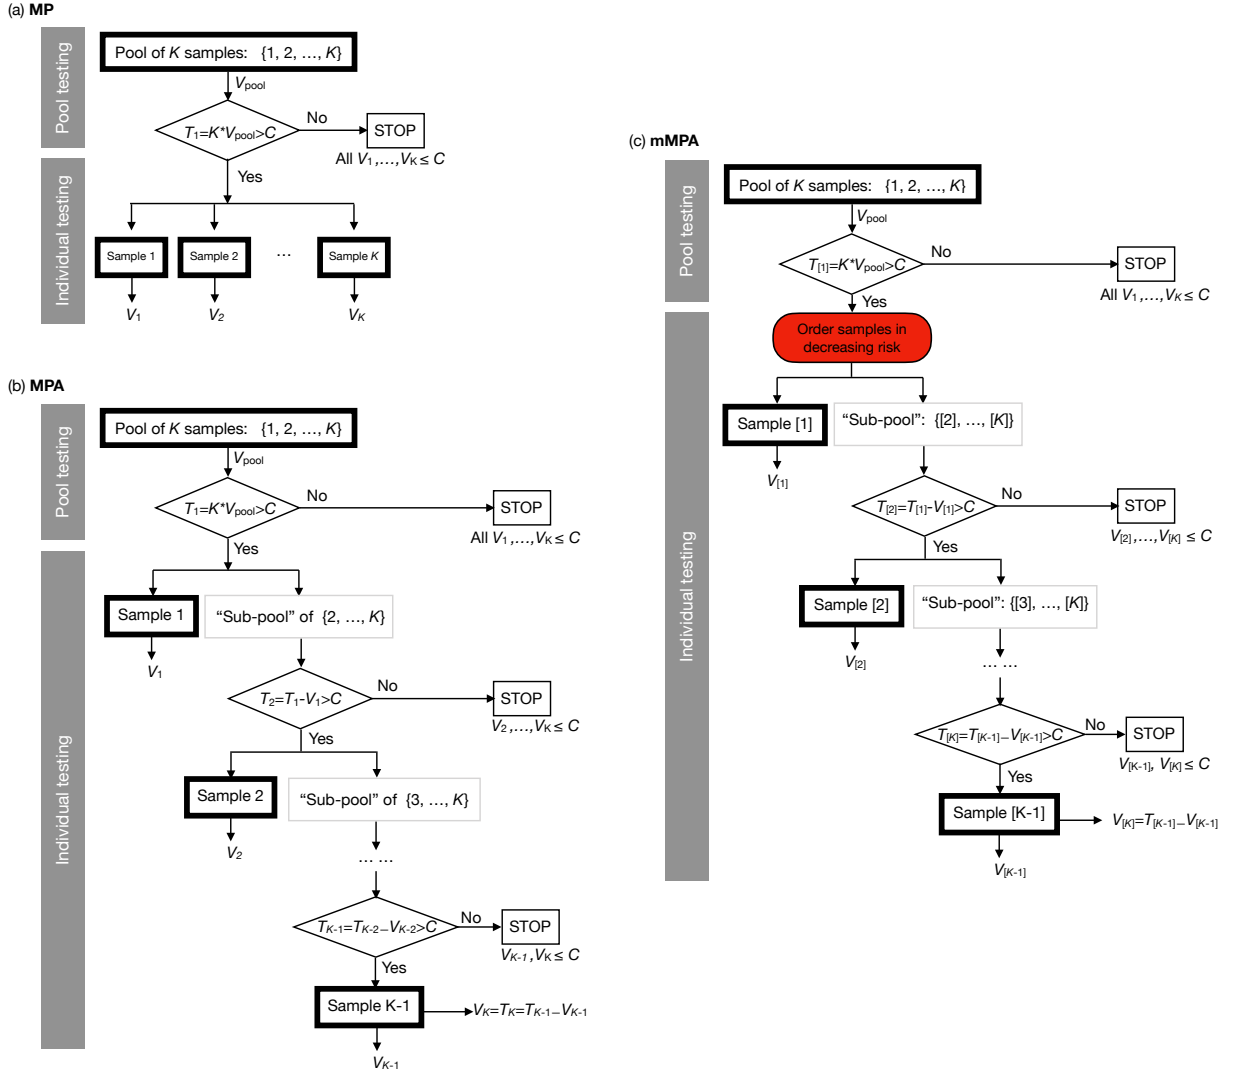 (a) MP
Pool testing
Pool of K samples: {1, 2, ..., K}
Vpool
T1=K*Vpool>C
No
STOP
All V1,...,VK ≤ C
Yes
Individual testing
Sample 1
Sample 2
...
Sample K
V1
V2
VK
(b) MPA
Pool testing
Pool of K samples: {1, 2, ..., K}
Vpool
T1=K*Vpool>C
No
STOP
All V1,...,VK ≤ C
Yes
Individual testing
Sample 1
"Sub-pool" of {2, ..., K}
V1
T2=T1-V1>C
No
STOP
V2,...,VK ≤ C
Yes
Sample 2
"Sub-pool" of {3, ..., K}
V2
... ...
TK-1=TK-2–VK-2>C
No
STOP
VK-1,VK ≤ C
Yes
Sample K-1
VK=TK=TK-1–VK-1
VK-1
(c) mMPA
Pool testing
Pool of K samples: {1, 2, ..., K}
Vpool
T[1]=K*Vpool>C
No
STOP
All V1,...,VK ≤ C
Yes
Individual testing
Order samples in
decreasing risk
Sample [1]
"Sub-pool": {[2], ..., [K]}
V[1]
T[2]=T[1]-V[1]>C
No
STOP
V[2],...,V[K] ≤ C
Yes
Sample [2]
"Sub-pool": {[3], ..., [K]}
V[2]
... ...
T[K]=T[K-1]–V[K-1]>C
No
STOP
V[K-1], V[K] ≤ C
Yes
Sample [K-1]
V[K]=T[K-1]–V[K-1]
V[K-1]